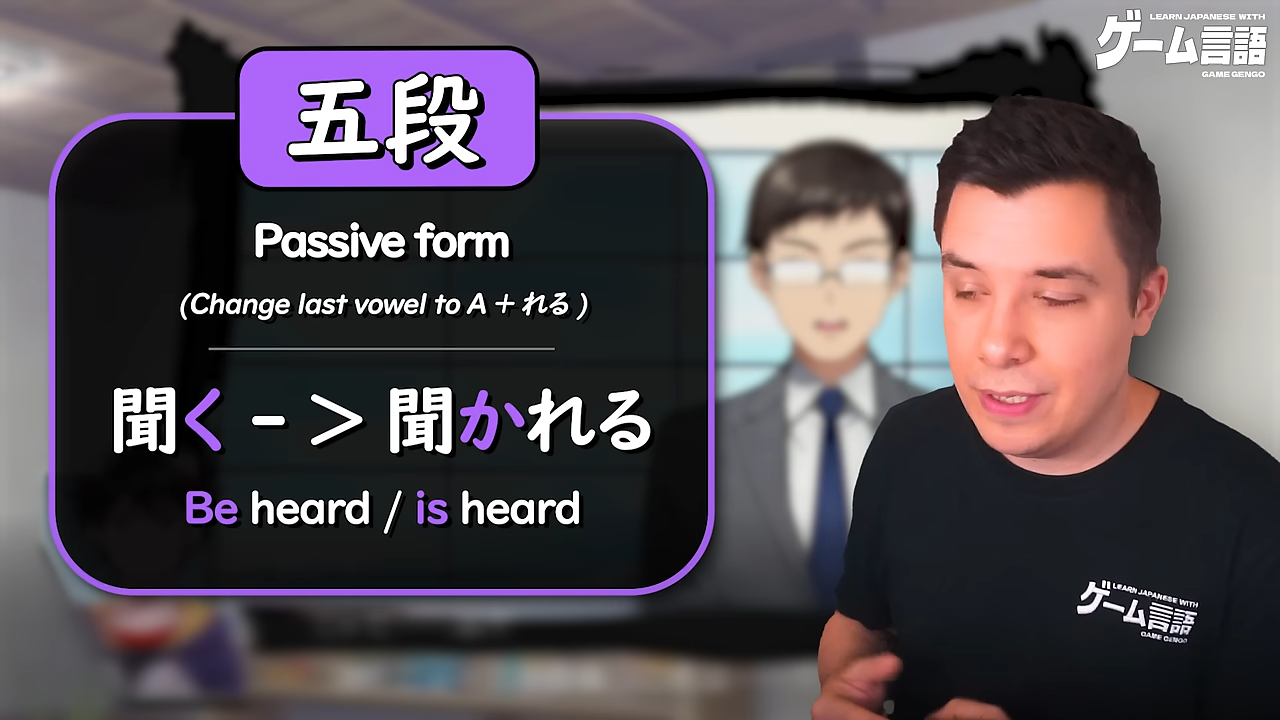 五段
Passive form
(Change last vowel to A + れる )
聞く - > 聞かれる
Be heard / is heard
LEARN JAPANESE WITH
ゲーム言語
GAME GENGO
LEARN JAPANESE WITH
ゲーム言語
GAME GENGO